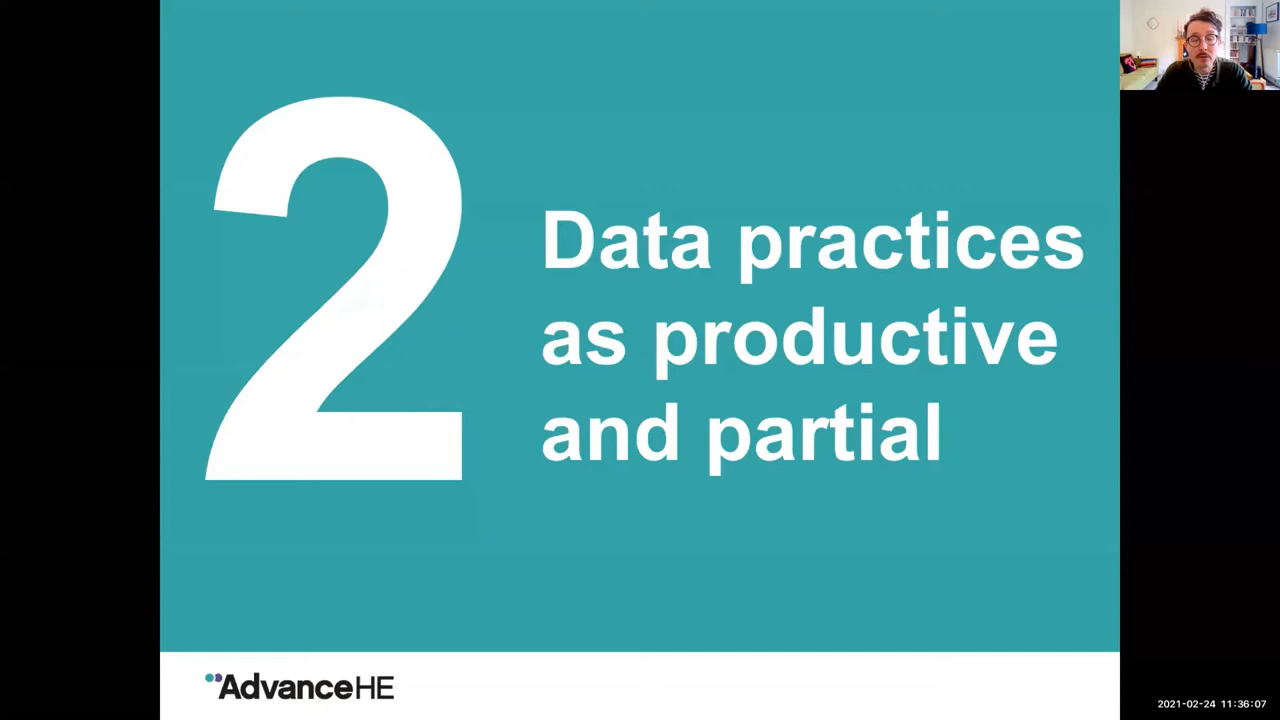 2
Data practices
as productive
and partial
AdvanceHE
2021-02-24 11:36:07